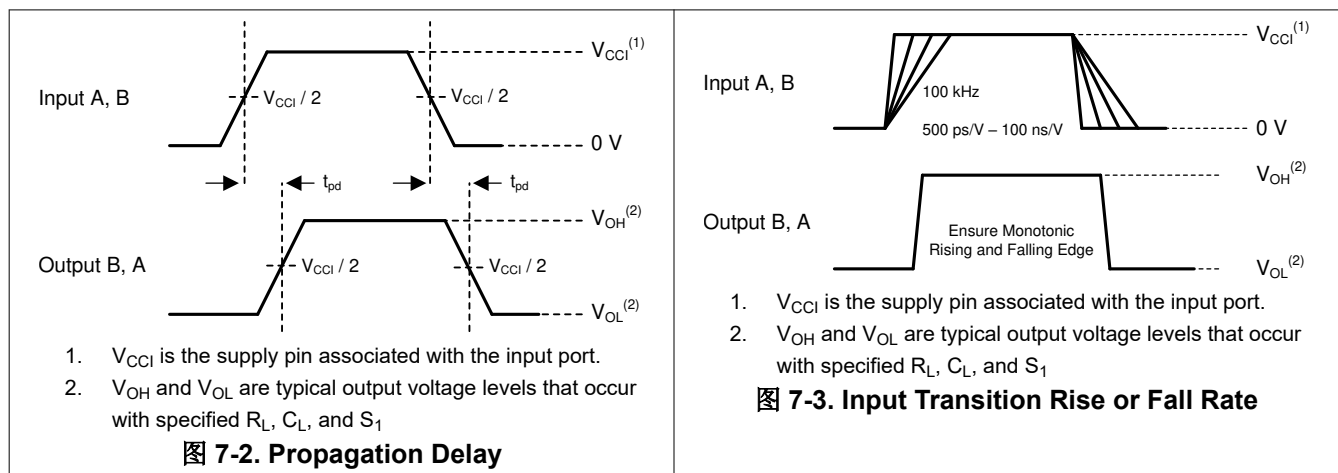 V_CCI^(1)
Input A, B
V_CCI / 2
V_CCI / 2
0 V
t_pd
t_pd
V_OH^(2)
Output B, A
V_CCI / 2
V_CCI / 2
V_OL^(2)
1. V_CCI is the supply pin associated with the input port.
2. V_OH and V_OL are typical output voltage levels that occur
with specified R_L, C_L, and S_1
图 7-2. Propagation Delay
V_CCI^(1)
Input A, B
100 kHz
500 ps/V – 100 ns/V
0 V
V_OH^(2)
Output B, A
Ensure Monotonic
Rising and Falling Edge
V_OL^(2)
1. V_CCI is the supply pin associated with the input port.
2. V_OH and V_OL are typical output voltage levels that occur
with specified R_L, C_L, and S_1
图 7-3. Input Transition Rise or Fall Rate